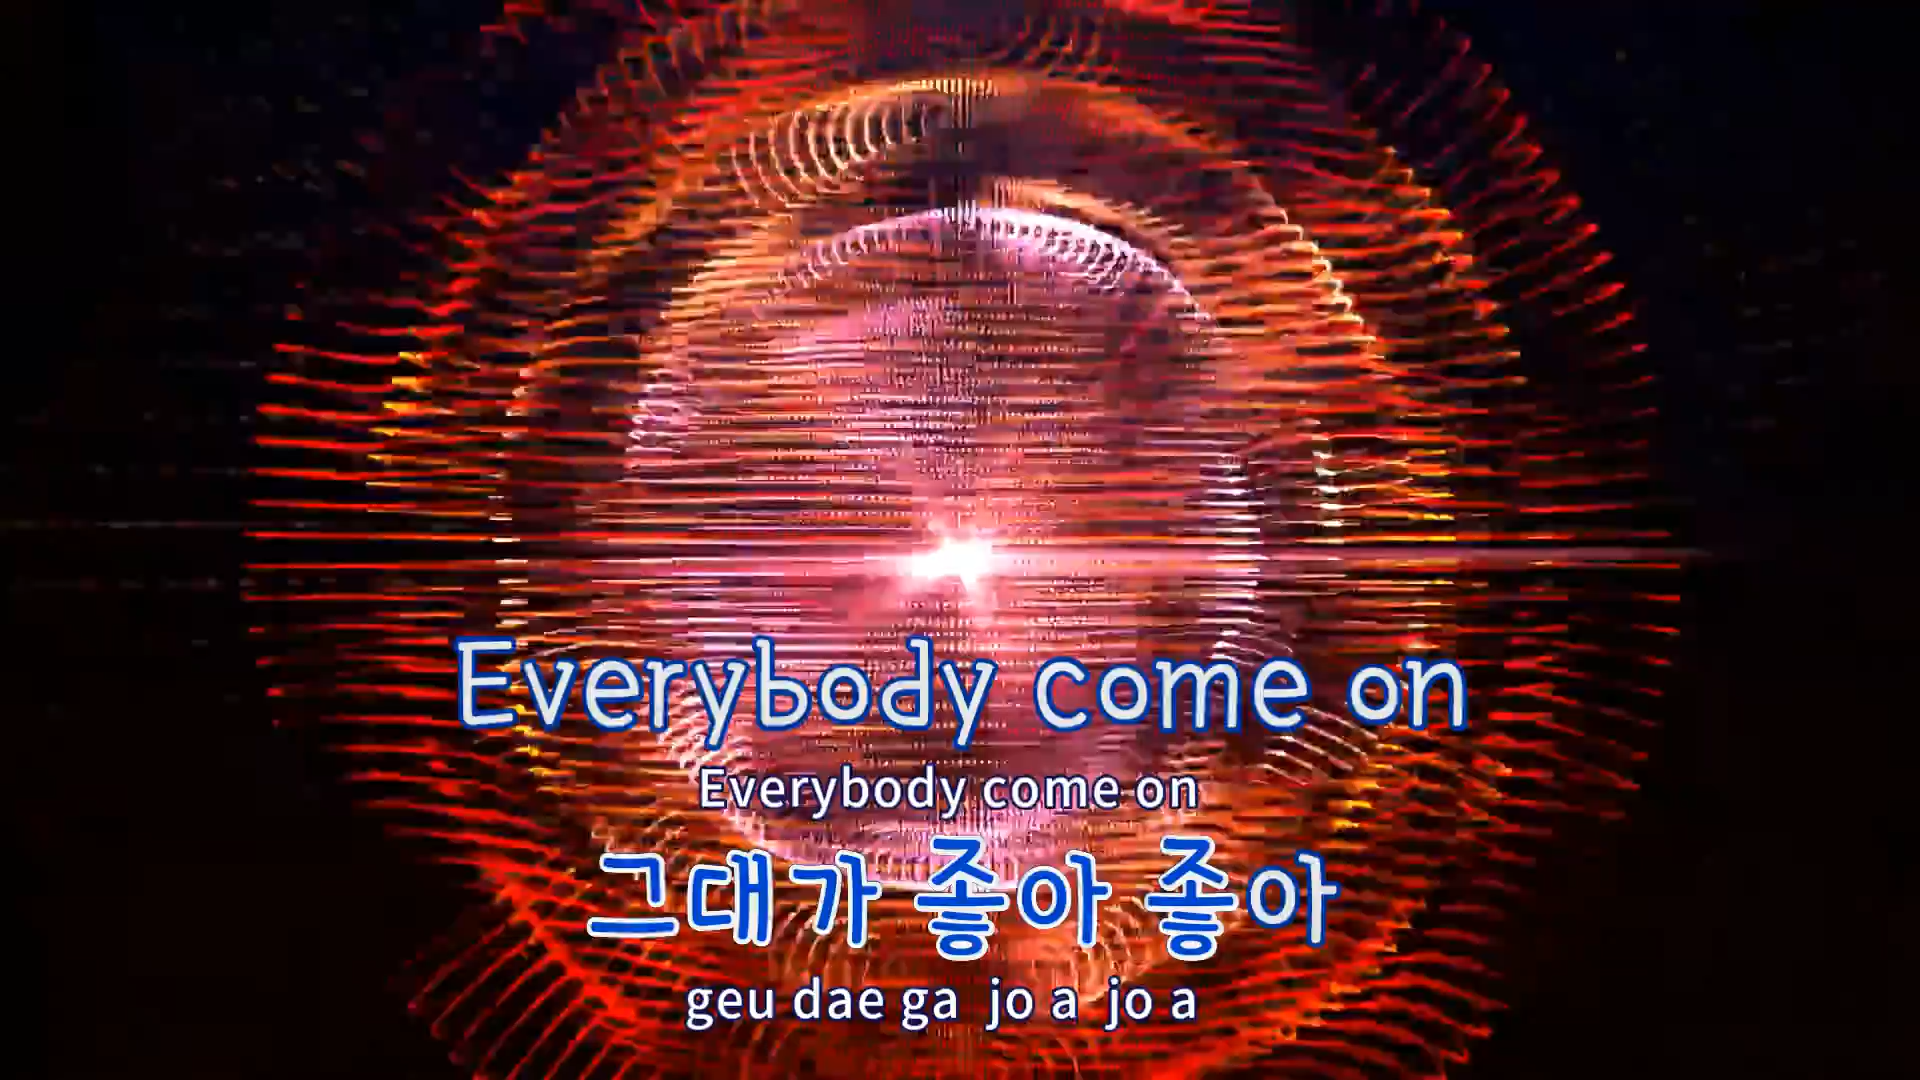 Everybody come on
Everybody come on
그대가 좋아 좋아
geu dae ga jo a jo a